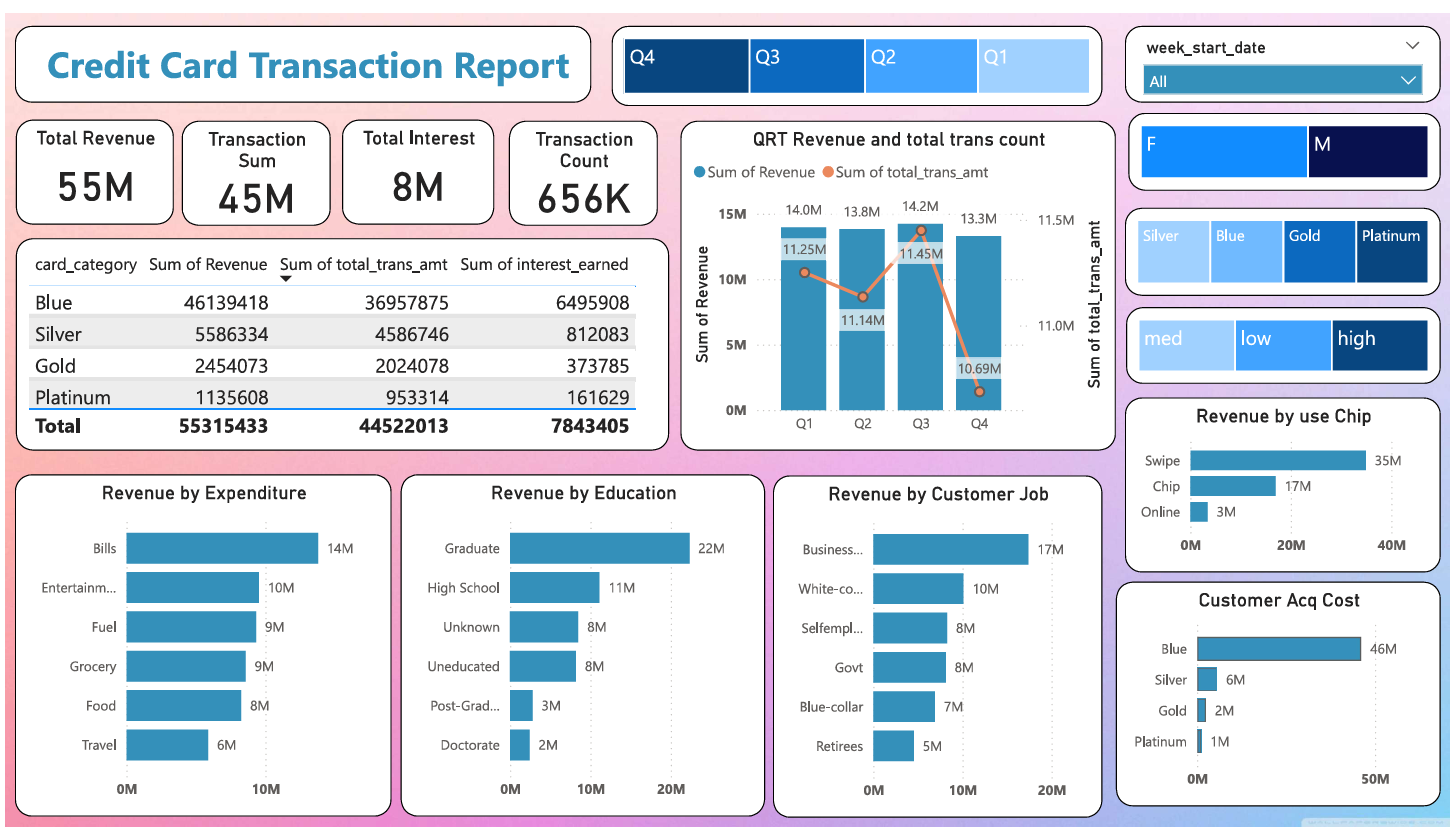 Credit Card Transaction Report
Q4 Q3 Q2 Q1
week_start_date
All
Total Revenue
55M
Transaction
Sum
45M
Total Interest
8M
Transaction
Count
656K
F M
Silver Blue Gold Platinum
med low high
card_category Sum of Revenue Sum of total_trans_amt Sum of interest_earned
Blue 46139418 36957875 6495908
Silver 5586334 4586746 812083
Gold 2454073 2024078 373785
Platinum 1135608 953314 161629
Total 55315433 44522013 7843405
QRT Revenue and total trans count
Sum of Revenue Sum of total_trans_amt
Sum of Revenue
15M
10M
5M
0M
14.0M 13.8M 14.2M 13.3M
11.25M 11.14M 11.45M 10.69M
Q1 Q2 Q3 Q4
11.5M
11.0M
Sum of total_trans_amt
Revenue by use Chip
Swipe 35M
Chip 17M
Online 3M
0M 20M 40M
Revenue by Expenditure
Bills 14M
Entertainm... 10M
Fuel 9M
Grocery 9M
Food 8M
Travel 6M
0M 10M
Revenue by Education
Graduate 22M
High School 11M
Unknown 8M
Uneducated 8M
Post-Grad... 3M
Doctorate 2M
0M 10M 20M
Revenue by Customer Job
Business... 17M
White-co... 10M
Selfempl... 8M
Govt 8M
Blue-collar 7M
Retirees 5M
0M 10M 20M
Customer Acq Cost
Blue 46M
Silver 6M
Gold 2M
Platinum 1M
0M 50M